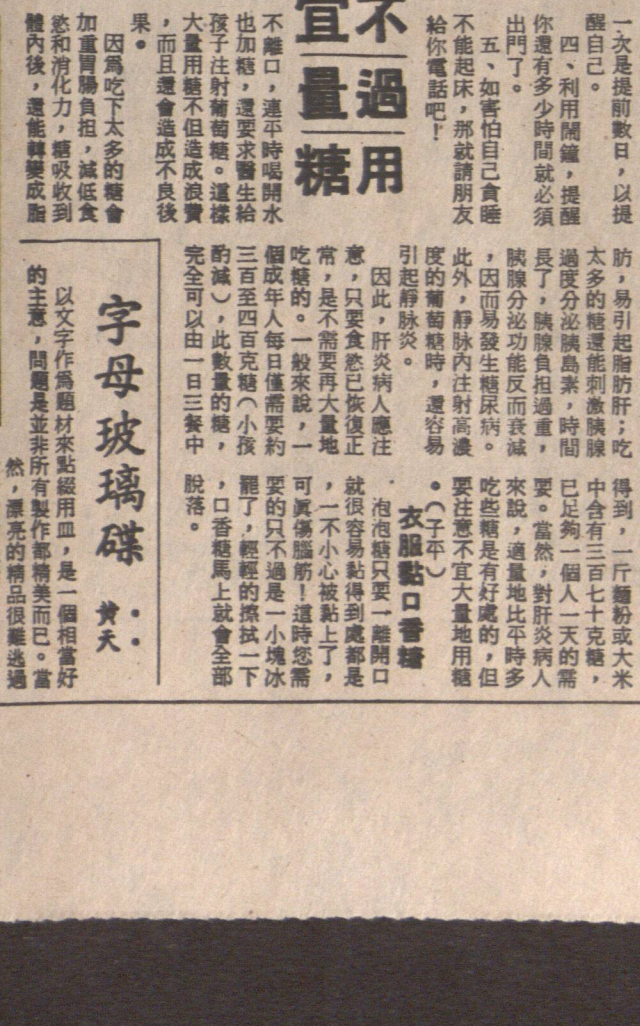 一次是提前數日，以提
醒自己。
四、利用鬧鐘，提醒
你還有多少時間就必須
出門了。
五、如害怕自己貪睡
不能起床，那就請朋友
給你電話吧！
不過用
宜量糖
不離口，連平時喝開水
也加糖，還要求醫生給
孩子注射葡萄糖。這樣
大量用糖不但造成浪費
，而且還會造成不良後
果。
因爲吃下太多的糖會
加重胃腸負担，減低食
慾和消化力，糖吸收到
體內後，還能轉變成脂
肪，易引起脂肪肝；吃
太多的糖還能刺激胰腺
過度分泌胰島素，時間
長了，胰腺負担過重，
胰腺分泌功能反而衰減
，因而易發生糖尿病。
此外，靜脉內注射高濃
度的葡萄糖時，還容易
引起靜脉炎。
因此，肝炎病人應注
意，只要食慾已恢復正
常，是不需要再大量地
吃糖的。一般來說，一
個成年人每日僅需要約
三百至四百克糖（小孩
酌減），此數量的糖，
完全可以由一日三餐中
得到，一斤麵粉或大米
中含有三百七十克糖，
已足夠一個人一天的需
要。當然，對肝炎病人
來說，適量地比平時多
吃些糖是有好處的，但
要注意不宜大量地用糖
。（子平）
衣服黏口香糖
泡泡糖只要一離開口
就很容易黏得到處都是
，一不小心被黏上了，
可眞傷腦筋！這時您需
要的只不過是一小塊冰
罷了，輕輕的擦拭一下
，口香糖馬上就會全部
脫落。
字母玻璃碟
黄天
以文字作爲題材來點綴用皿，是一個相當好
的主意，問題是並非所有製作都精美而已。當
然，漂亮的精品很難逃過